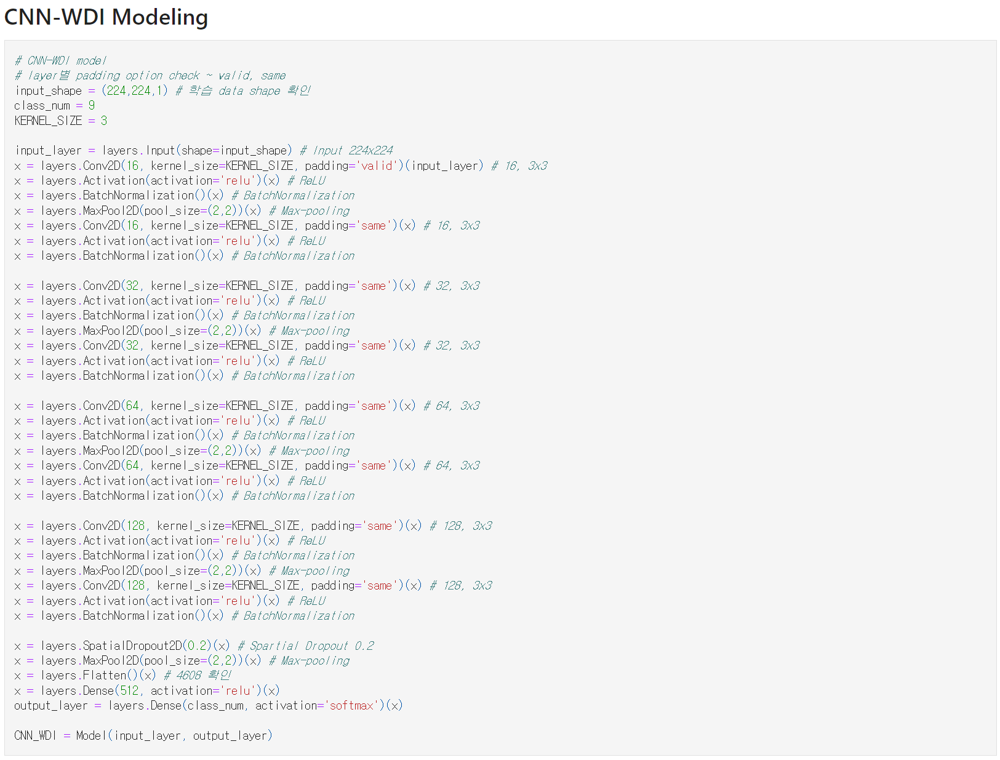 CNN-WDI Modeling
# CNN-WDI model
# layer별 padding option check ~ valid, same
input_shape = (224,224,1) # 학습 data shape 확인
class_num = 9
KERNEL_SIZE = 3
input_layer = layers.Input(shape=input_shape) # Input 224x224
x = layers.Conv2D(16, kernel_size=KERNEL_SIZE, padding='valid')(input_layer) # 16, 3x3
x = layers.Activation(activation='relu')(x) # ReLU
x = layers.BatchNormalization()(x) # BatchNormalization
x = layers.MaxPool2D(pool_size=(2,2))(x) # Max-pooling
x = layers.Conv2D(16, kernel_size=KERNEL_SIZE, padding='same')(x) # 16, 3x3
x = layers.Activation(activation='relu')(x) # ReLU
x = layers.BatchNormalization()(x) # BatchNormalization
x = layers.Conv2D(32, kernel_size=KERNEL_SIZE, padding='same')(x) # 32, 3x3
x = layers.Activation(activation='relu')(x) # ReLU
x = layers.BatchNormalization()(x) # BatchNormalization
x = layers.MaxPool2D(pool_size=(2,2))(x) # Max-pooling
x = layers.Conv2D(32, kernel_size=KERNEL_SIZE, padding='same')(x) # 32, 3x3
x = layers.Activation(activation='relu')(x) # ReLU
x = layers.BatchNormalization()(x) # BatchNormalization
x = layers.Conv2D(64, kernel_size=KERNEL_SIZE, padding='same')(x) # 64, 3x3
x = layers.Activation(activation='relu')(x) # ReLU
x = layers.BatchNormalization()(x) # BatchNormalization
x = layers.MaxPool2D(pool_size=(2,2))(x) # Max-pooling
x = layers.Conv2D(64, kernel_size=KERNEL_SIZE, padding='same')(x) # 64, 3x3
x = layers.Activation(activation='relu')(x) # ReLU
x = layers.BatchNormalization()(x) # BatchNormalization
x = layers.Conv2D(128, kernel_size=KERNEL_SIZE, padding='same')(x) # 128, 3x3
x = layers.Activation(activation='relu')(x) # ReLU
x = layers.BatchNormalization()(x) # BatchNormalization
x = layers.MaxPool2D(pool_size=(2,2))(x) # Max-pooling
x = layers.Conv2D(128, kernel_size=KERNEL_SIZE, padding='same')(x) # 128, 3x3
x = layers.Activation(activation='relu')(x) # ReLU
x = layers.BatchNormalization()(x) # BatchNormalization
x = layers.SpatialDropout2D(0.2)(x) # Spartial Dropout 0.2
x = layers.MaxPool2D(pool_size=(2,2))(x) # Max-pooling
x = layers.Flatten()(x) # 4608 확인
x = layers.Dense(512, activation='relu')(x)
output_layer = layers.Dense(class_num, activation='softmax')(x)
CNN_WDI = Model(input_layer, output_layer)